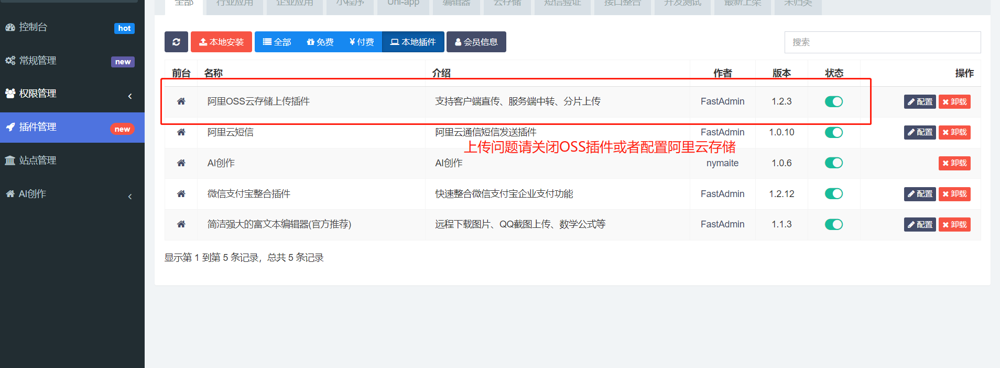 全部 行业应用 企业应用 小程序 Uni-app 编辑器 云存储 短信验证 接口整合 开发测试 最新上架 未归类
控制台 hot
常规管理 new
权限管理
插件管理 new
站点管理
AI创作
本地安装 全部 免费 ¥付费 本地插件 会员信息 搜索
前台 名称 介绍 作者 版本 状态 操作
阿里OSS云存储上传插件 支持客户端直传、服务端中转、分片上传 FastAdmin 1.2.3 配置 卸载
阿里云短信 阿里云通信短信发送插件 FastAdmin 1.0.10 配置 卸载
上传问题请关闭OSS插件或者配置阿里云存储
AI创作 AI创作 nymaite 1.0.6 卸载
微信支付宝整合插件 快速整合微信支付宝企业支付功能 FastAdmin 1.2.12 配置 卸载
简洁强大的富文本编辑器(官方推荐) 远程下载图片、QQ截图上传、数学公式等 FastAdmin 1.1.3 配置 卸载
显示第 1 到第 5 条记录，总共 5 条记录